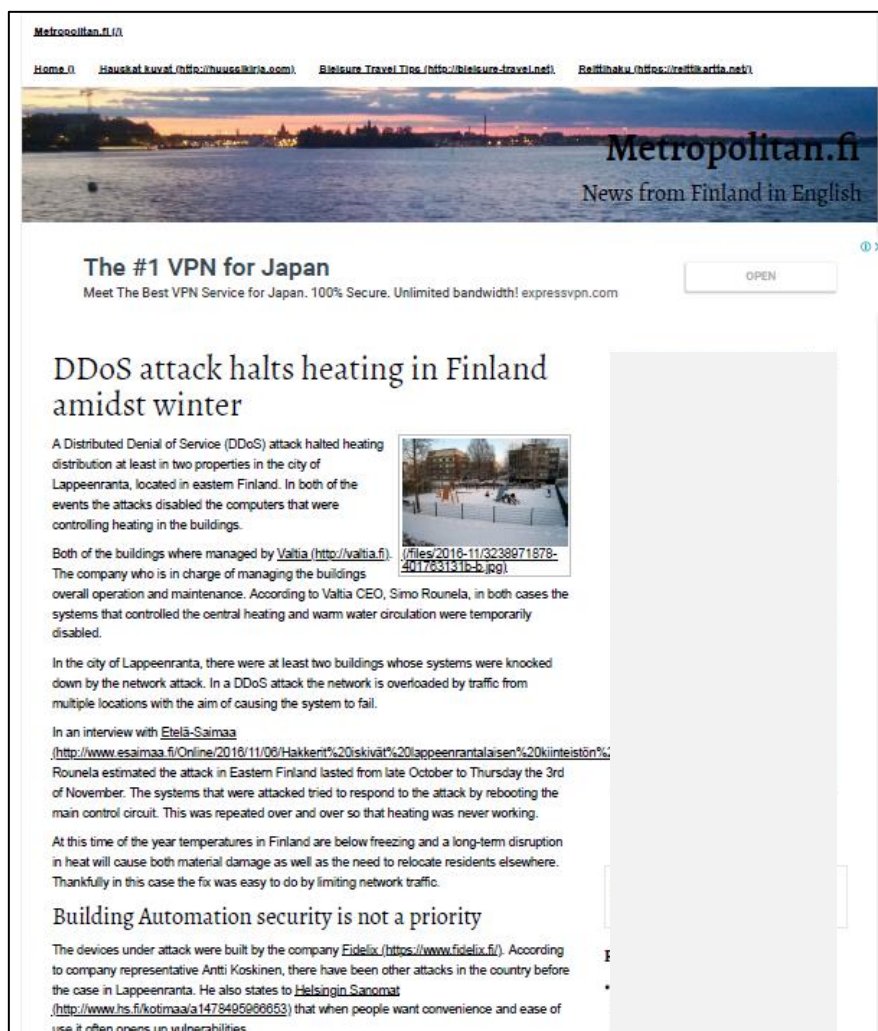 Metropolitan.fi (/)
Home ()    Hauskat kuvat (http://huussikirja.com)    Bleisure Travel Tips (http://bleisure-travel.net)    Reittihaku (https://reittikartta.net/)
Metropolitan.fi
News from Finland in English
The #1 VPN for Japan
Meet The Best VPN Service for Japan. 100% Secure. Unlimited bandwidth! expressvpn.com
OPEN
DDoS attack halts heating in Finland
amidst winter
A Distributed Denial of Service (DDoS) attack halted heating
distribution at least in two properties in the city of
Lappeenranta, located in eastern Finland. In both of the
events the attacks disabled the computers that were
controlling heating in the buildings.
(/files/2016-11/3238971878-
401763131b-b.jpg)
Both of the buildings where managed by Valtia (http://valtia.fi).
The company who is in charge of managing the buildings
overall operation and maintenance. According to Valtia CEO, Simo Rounela, in both cases the
systems that controlled the central heating and warm water circulation were temporarily
disabled.
In the city of Lappeenranta, there were at least two buildings whose systems were knocked
down by the network attack. In a DDoS attack the network is overloaded by traffic from
multiple locations with the aim of causing the system to fail.
In an interview with Etelä-Saimaa
(http://www.esaimaa.fi/Online/2016/11/06/Hakkerit%20iskivät%20lappeenrantalaisen%20kiinteistön%2
Rounela estimated the attack in Eastern Finland lasted from late October to Thursday the 3rd
of November. The systems that were attacked tried to respond to the attack by rebooting the
main control circuit. This was repeated over and over so that heating was never working.
At this time of the year temperatures in Finland are below freezing and a long-term disruption
in heat will cause both material damage as well as the need to relocate residents elsewhere.
Thankfully in this case the fix was easy to do by limiting network traffic.
Building Automation security is not a priority
The devices under attack were built by the company Fidelix (https://www.fidelix.fi/). According
to company representative Antti Koskinen, there have been other attacks in the country before
the case in Lappeenranta. He also states to Helsingin Sanomat
(http://www.hs.fi/kotimaa/a1478495966653) that when people want convenience and ease of
use it often opens up vulnerabilities